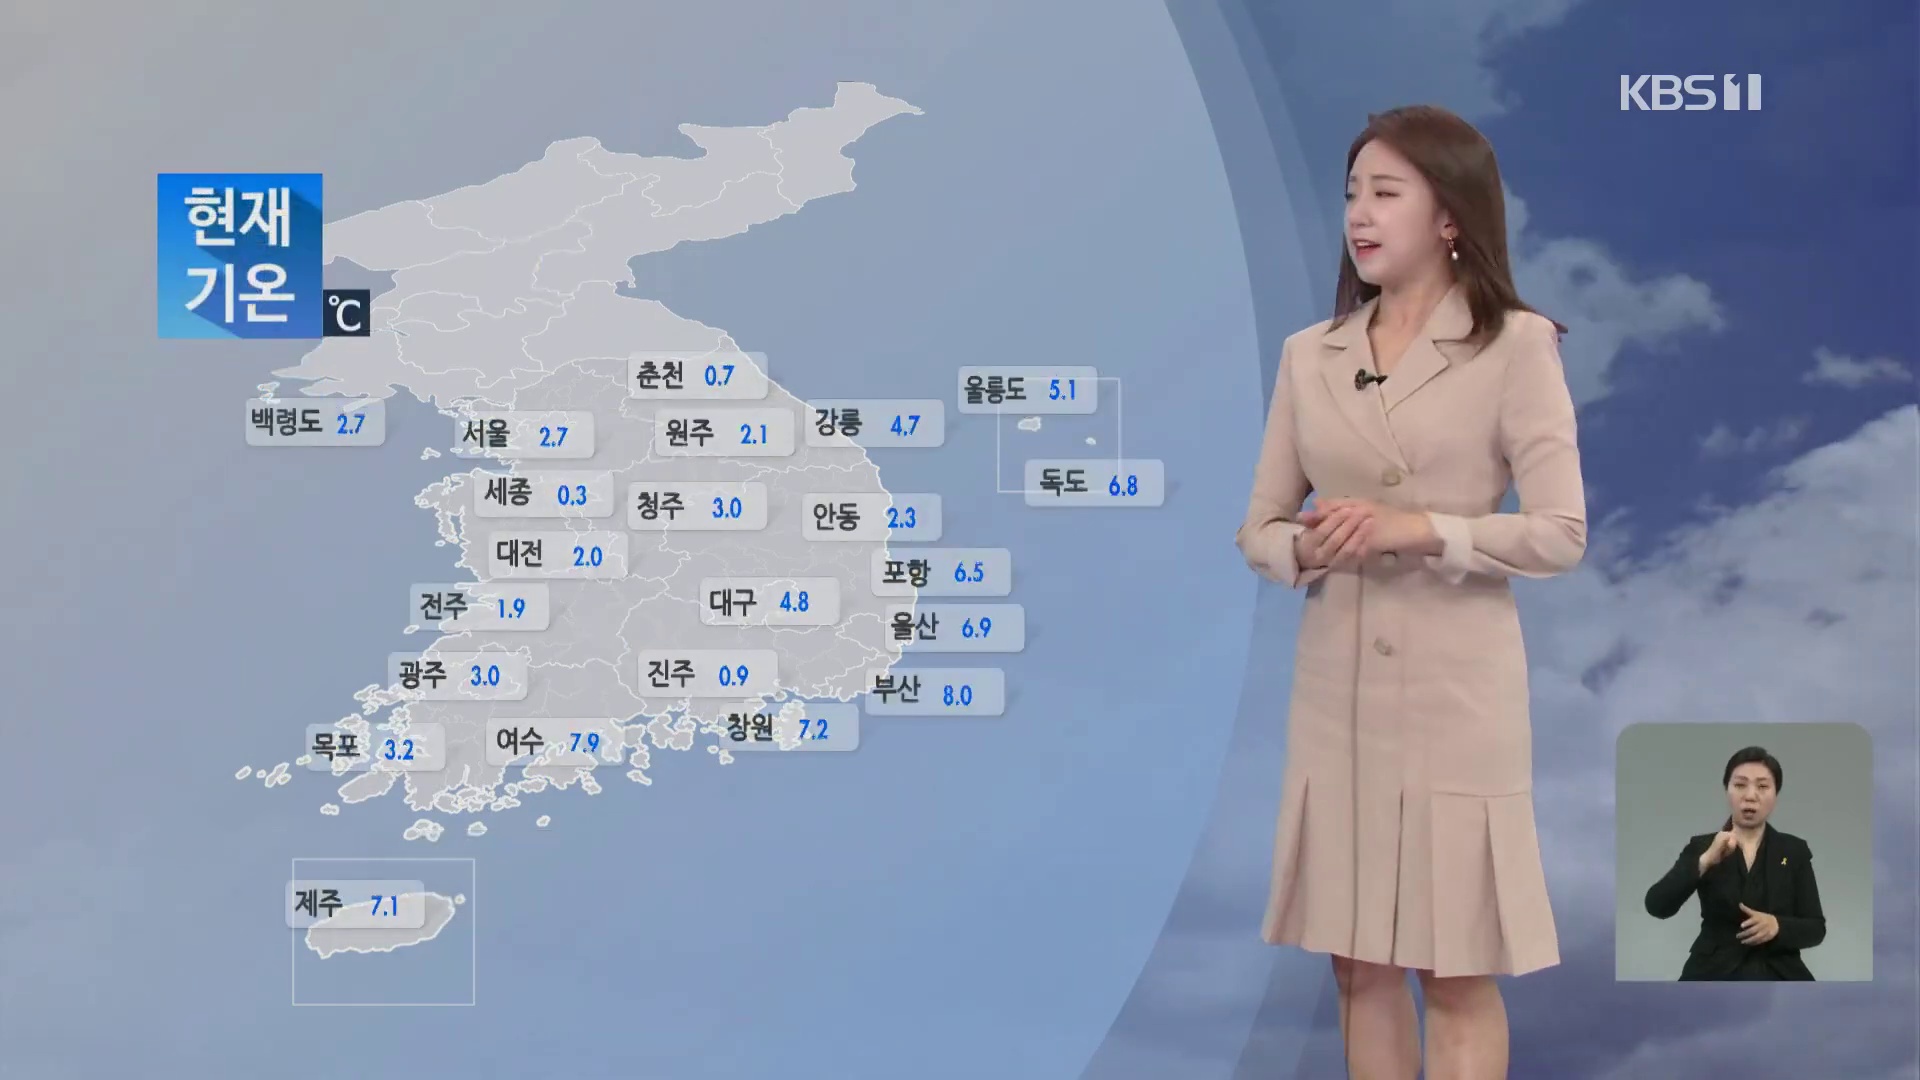 KBS 1
현재
기온
℃
춘천 0.7
백령도 2.7
서울 2.7
원주 2.1
강릉 4.7
울릉도 5.1
독도 6.8
세종 0.3
청주 3.0
안동 2.3
대전 2.0
포항 6.5
전주 1.9
대구 4.8
울산 6.9
광주 3.0
진주 0.9
부산 8.0
목포 3.2
여수 7.9
창원 7.2
제주 7.1